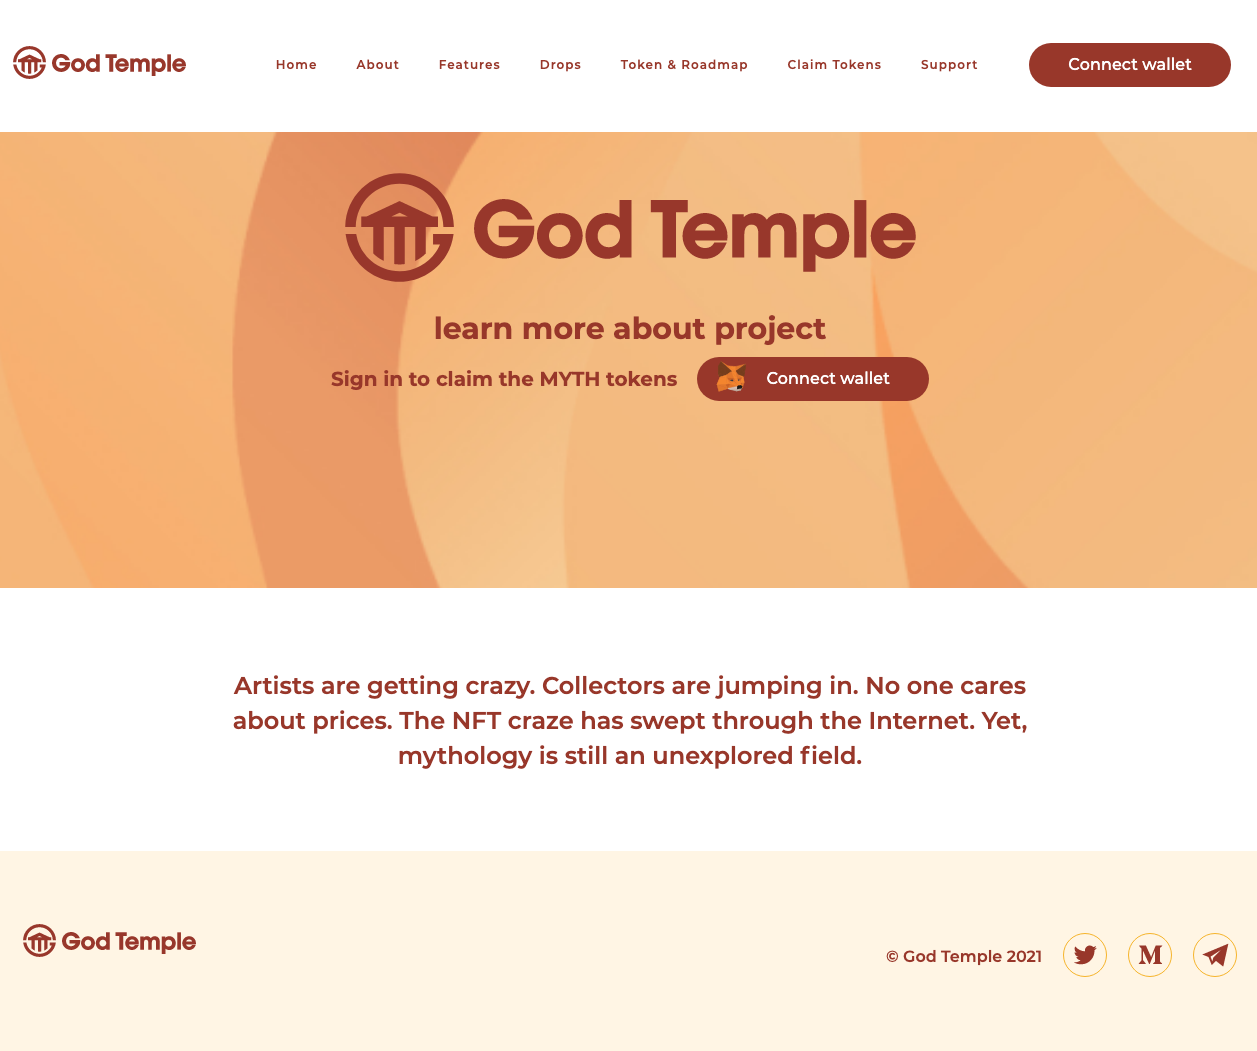 God Temple
Home About Features Drops Token & Roadmap Claim Tokens Support
Connect wallet
God Temple
learn more about project
Sign in to claim the MYTH tokens
Connect wallet
Artists are getting crazy. Collectors are jumping in. No one cares
about prices. The NFT craze has swept through the Internet. Yet,
mythology is still an unexplored field.
God Temple
© God Temple 2021